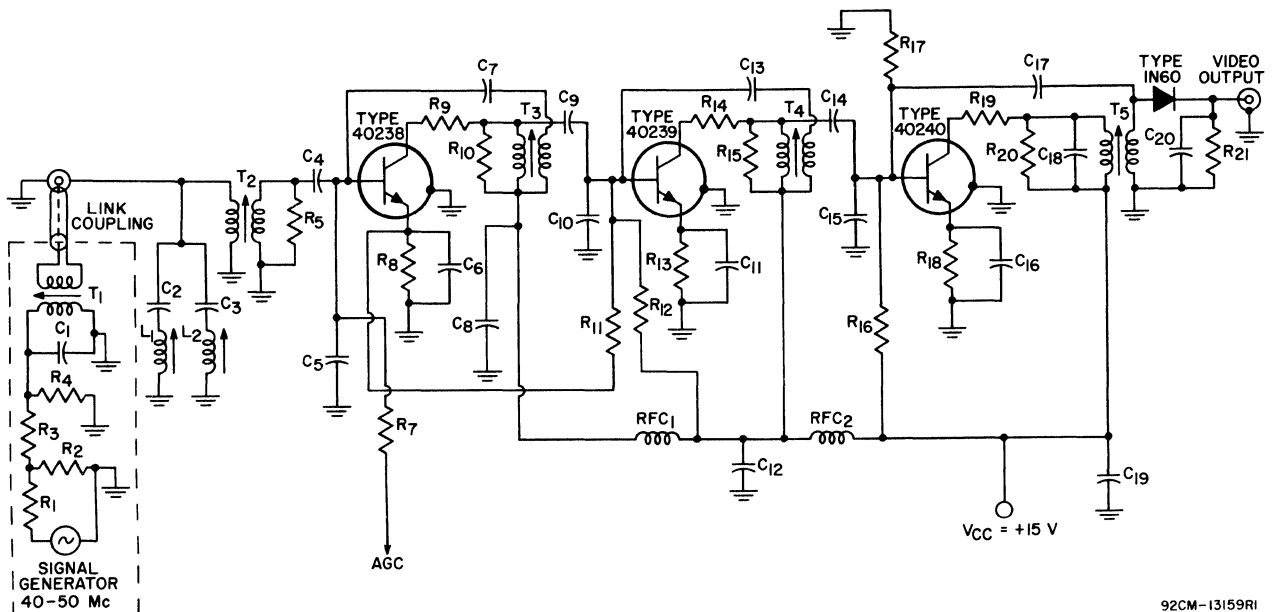 R17
C7
C13
C17
TYPE
IN60
VIDEO
OUTPUT
TYPE
40238
R9
T3
C9
TYPE
40239
R14
T4
C14
TYPE
40240
R19
T5
R10
R15
R20
C18
C20
R21
C4
T2
R5
LINK
COUPLING
C10
C15
R8
C6
R13
C11
R18
C16
T1
C2
C3
L1
L2
C1
R12
R11
R16
C8
C5
R4
R3
R2
R1
R7
RFC1
RFC2
C12
C19
VCC = +15 V
AGC
SIGNAL
GENERATOR
40-50 Mc
92CM-13159RI